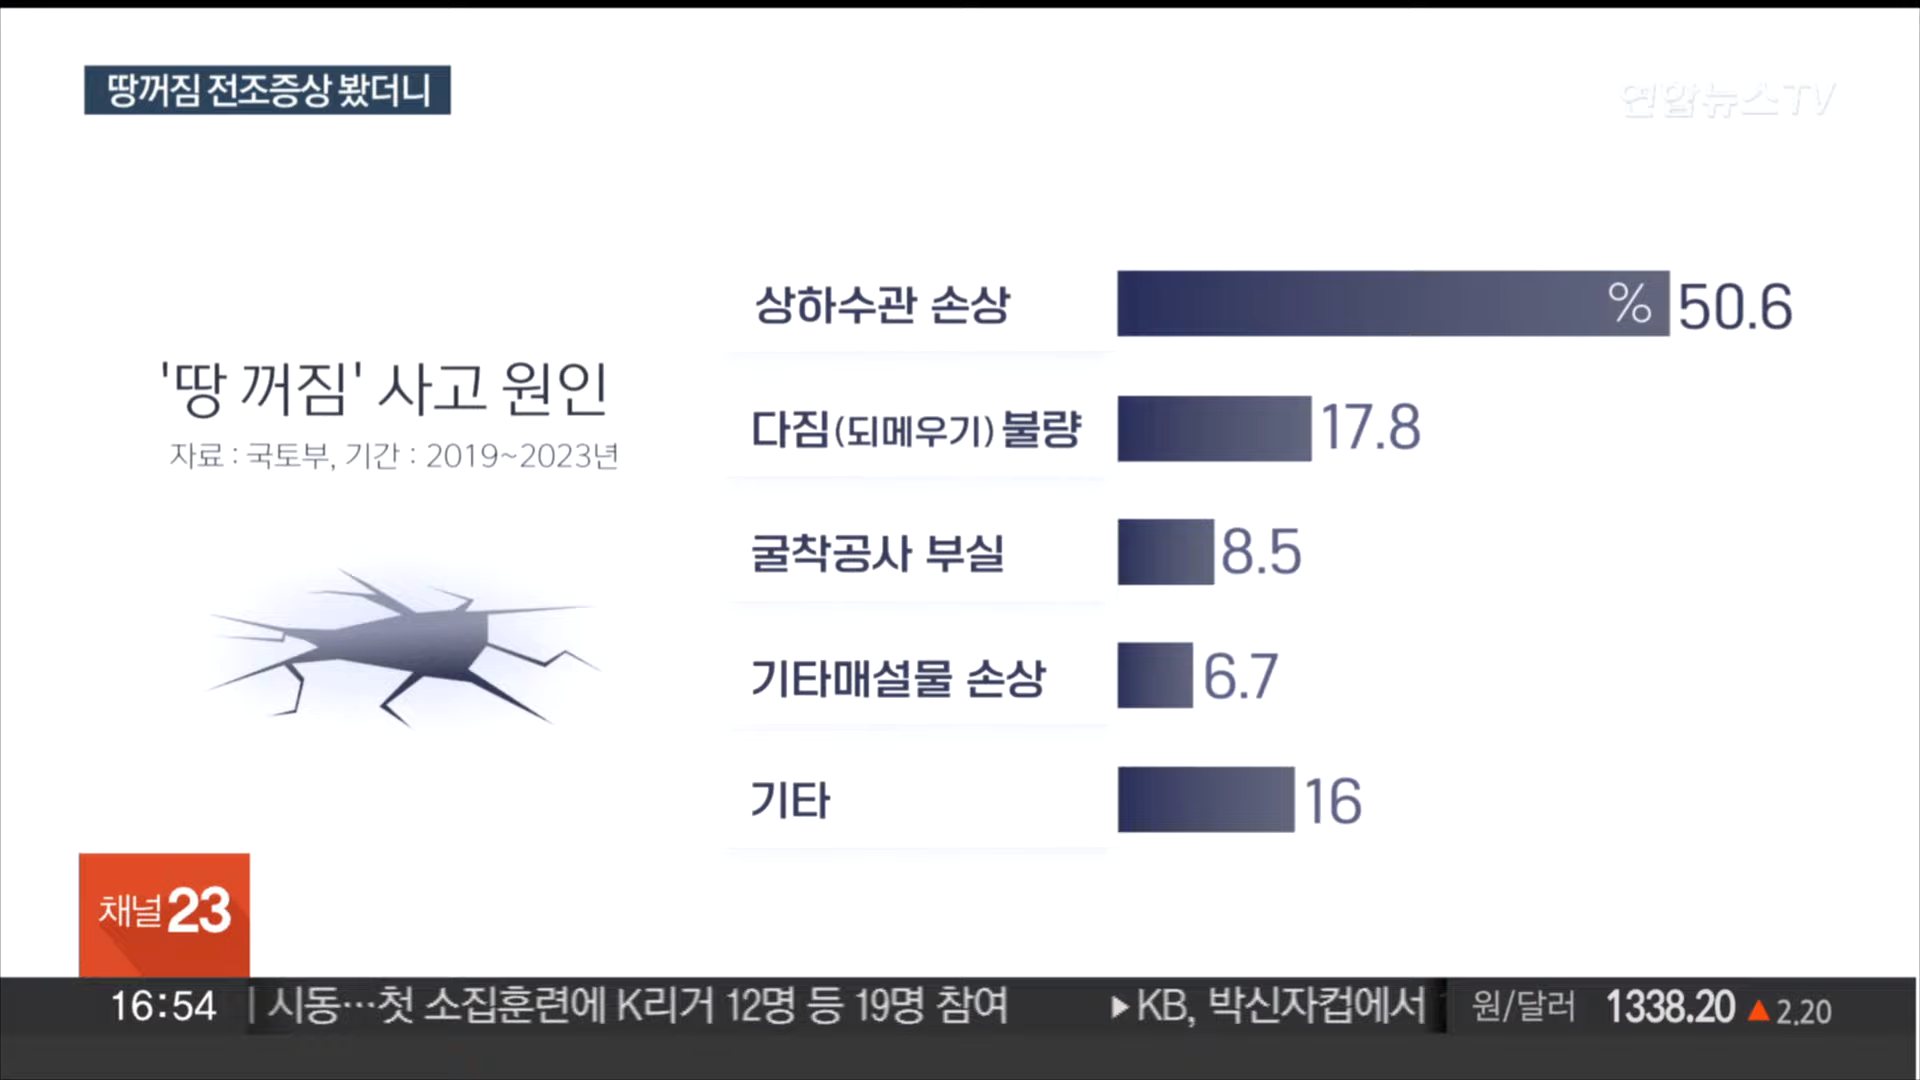 땅꺼짐 전조증상 봤더니
연합뉴스TV
'땅 꺼짐' 사고 원인
자료 : 국토부, 기간 : 2019~2023년
상하수관 손상 % 50.6
다짐(되메우기) 불량 17.8
굴착공사 부실 8.5
기타매설물 손상 6.7
기타 16
채널 23
16:54 시동…첫 소집훈련에 K리거 12명 등 19명 참여 ▶KB, 박신자컵에서 원/달러 1338.20 ▲2.20